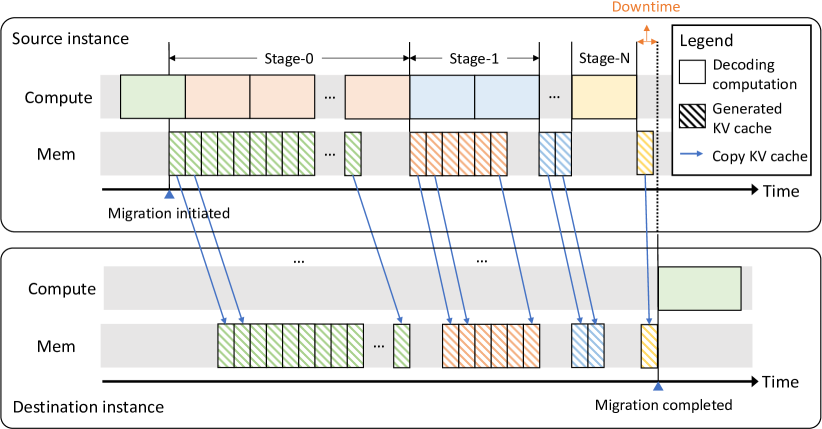 Downtime
Source instance
Stage-0
Stage-1
Stage-N
Legend
Decoding
computation
Generated
KV cache
Copy KV cache
Compute
...
...
Mem
...
Time
Migration initiated
...
...
Compute
Mem
...
Time
Destination instance
Migration completed